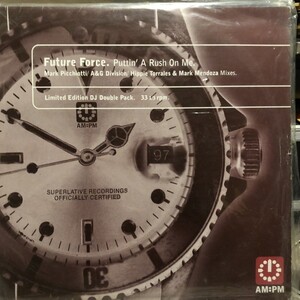 Future Force. Puttin' A Rush On Me.
Mark Picchiotti/ A&G Division/ Hippie Torrales & Mark Mendoza Mixes.
Limited Edition DJ Double Pack. 33 1/3 rpm
AM:PM
97
SUPERLATIVE RECORDINGS
OFFICIALLY CERTIFIED
30
AM:PM